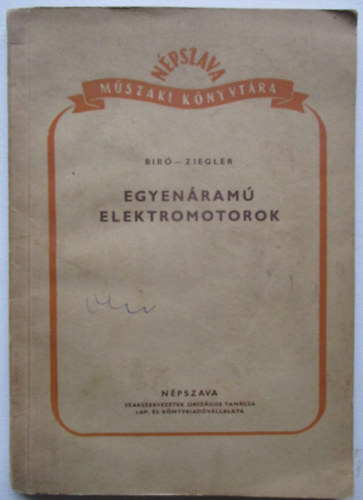 NÉPSZAVA
MŰSZAKI KÖNYVTÁRA
BIRÓ — ZIEGLER
EGYENÁRAMÚ
ELEKTROMOTOROK
NÉPSZAVA
SZAKSZERVEZETEK ORSZÁGOS TANÁCSA
LAP- ÉS KÖNYVKIADÓVÁLLALATA